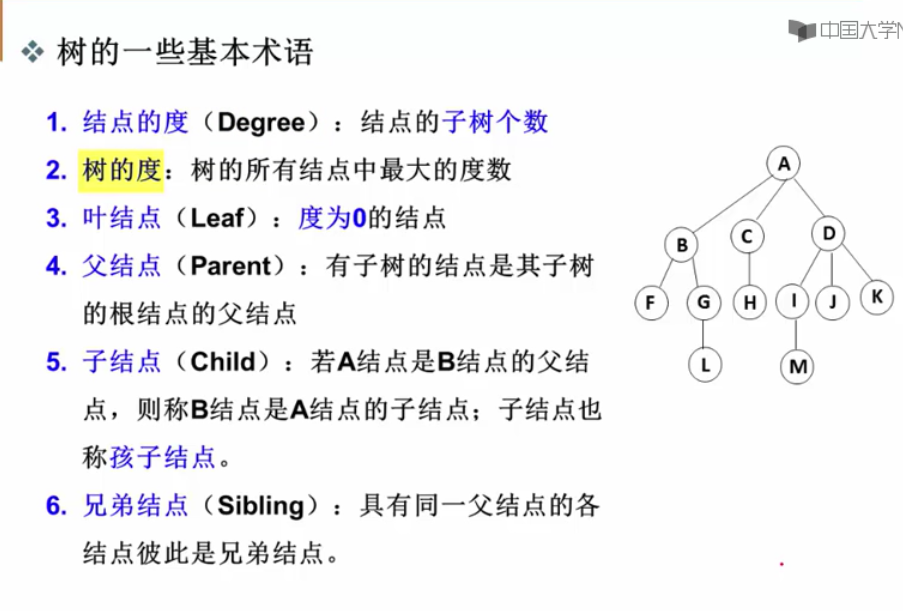 中国大学
❖ 树的一些基本术语
1. 结点的度（Degree）：结点的子树个数
2. 树的度：树的所有结点中最大的度数
3. 叶结点（Leaf）：度为0的结点
4. 父结点（Parent）：有子树的结点是其子树
的根结点的父结点
5. 子结点（Child）：若A结点是B结点的父结
点，则称B结点是A结点的子结点；子结点也
称孩子结点。
6. 兄弟结点（Sibling）：具有同一父结点的各
结点彼此是兄弟结点。
A
B C D
F G H I J K
L M